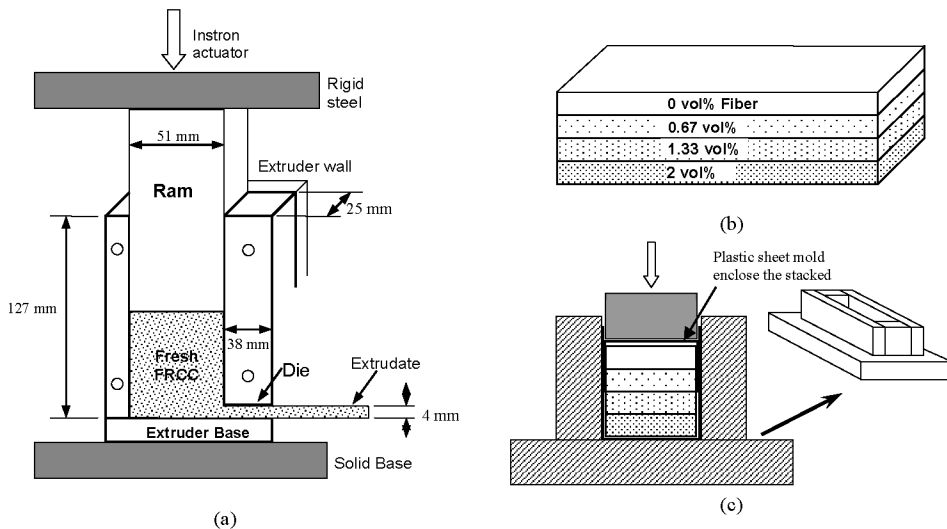 Instron
actuator
Rigid
steel
51 mm
Extruder wall
Ram
25 mm
127 mm
38 mm
Fresh
FRCC
Die
Extrudate
4 mm
Extruder Base
Solid Base
(a)
0 vol% Fiber
0.67 vol%
1.33 vol%
2 vol%
(b)
Plastic sheet mold
enclose the stacked
(c)